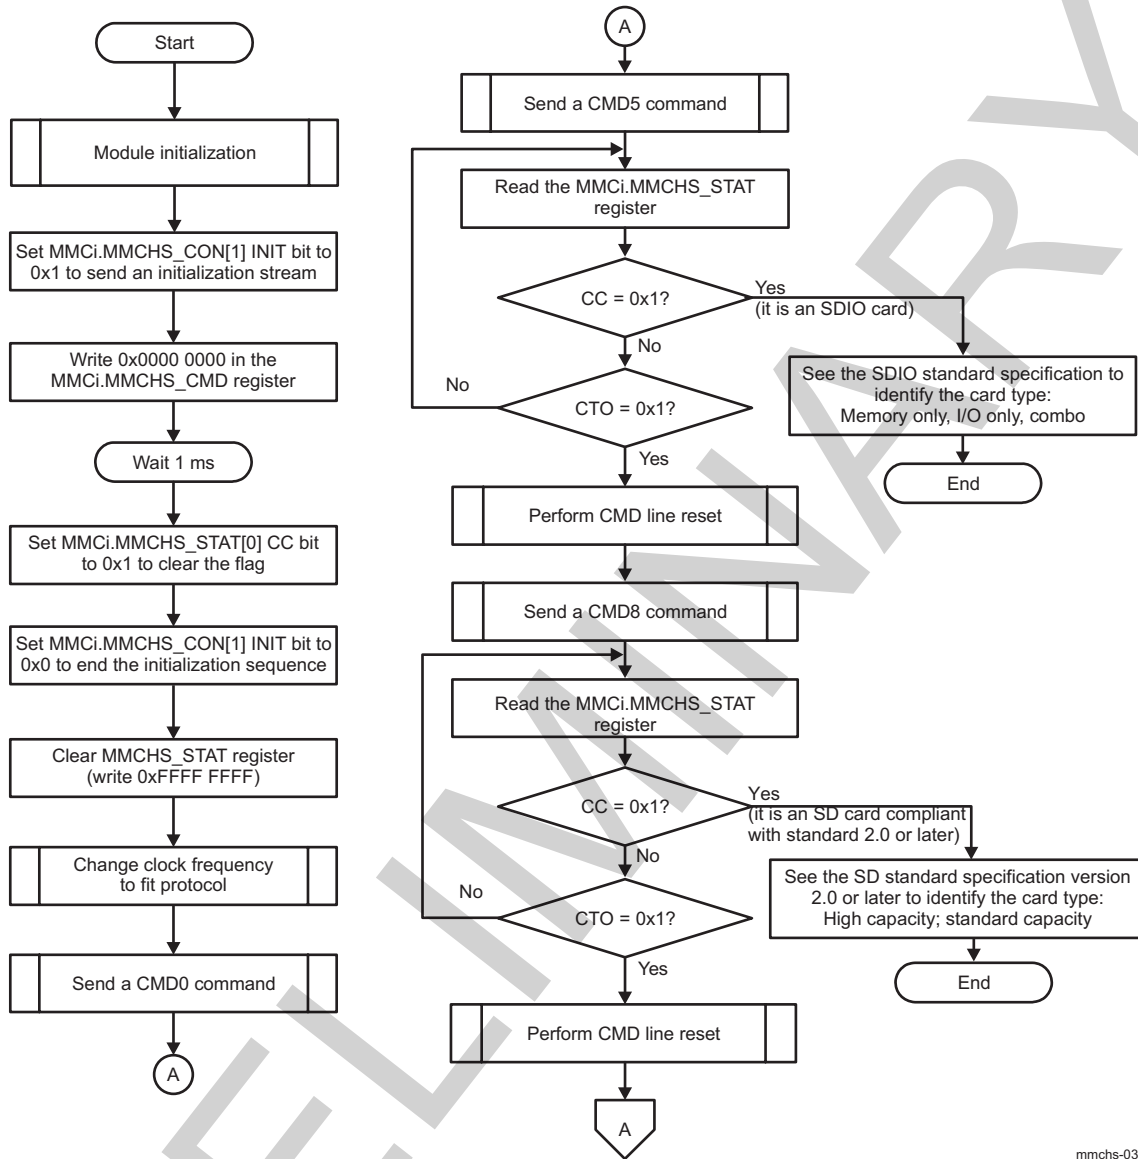 Start
Module initialization
Set MMCi.MMCHS_CON[1] INIT bit to
0x1 to send an initialization stream
Write 0x0000 0000 in the
MMCi.MMCHS_CMD register
Wait 1 ms
Set MMCi.MMCHS_STAT[0] CC bit
to 0x1 to clear the flag
Set MMCi.MMCHS_CON[1] INIT bit to
0x0 to end the initialization sequence
Clear MMCHS_STAT register
(write 0xFFFF FFFF)
Change clock frequency
to fit protocol
Send a CMD0 command
A
A
Send a CMD5 command
Read the MMCi.MMCHS_STAT
register
CC = 0x1?
Yes
(it is an SDIO card)
No
See the SDIO standard specification to
identify the card type:
Memory only, I/O only, combo
End
No
CTO = 0x1?
Yes
Perform CMD line reset
Send a CMD8 command
Read the MMCi.MMCHS_STAT
register
CC = 0x1?
Yes
(it is an SD card compliant
with standard 2.0 or later)
No
See the SD standard specification version
2.0 or later to identify the card type:
High capacity; standard capacity
End
No
CTO = 0x1?
Yes
Perform CMD line reset
A
mmchs-03
ELIMINARY